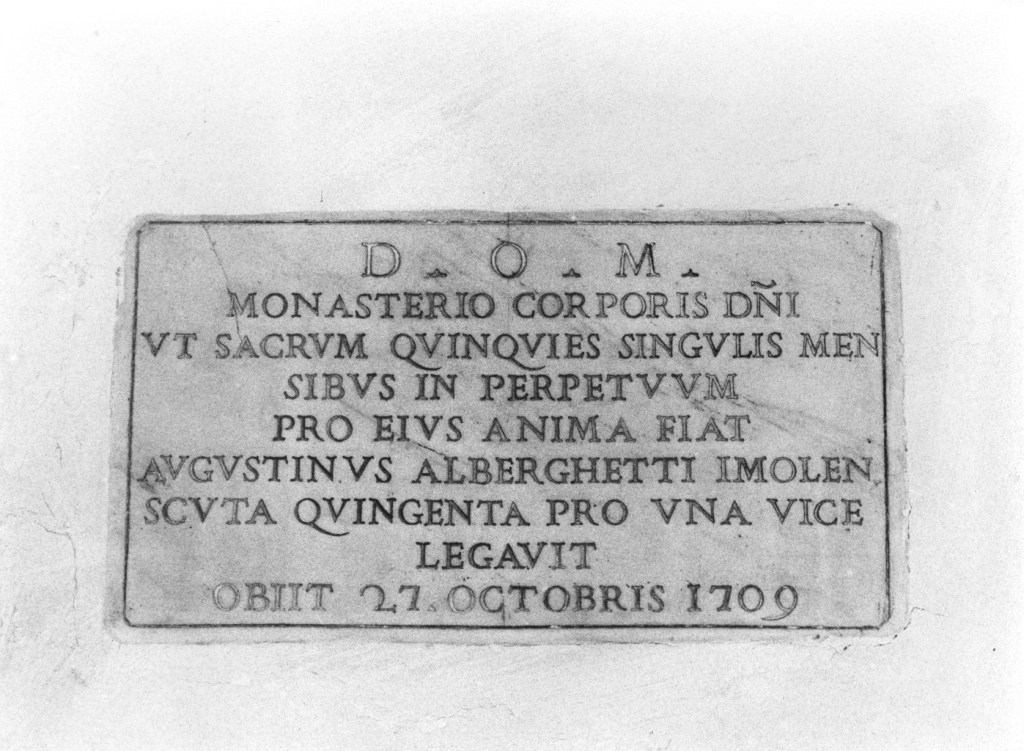 D . O . M .
MONASTERIO CORPORIS DÑI
VT SACRVM QVINQVIES SINGVLIS MEN
SIBVS IN PERPETVVM
PRO EIVS ANIMA FIAT
AVGVSTINVS ALBERGHETTI IMOLEN
SCVTA QVINGENTA PRO VNA VICE
LEGAVIT
OBIIT 27. OCTOBRIS 1709